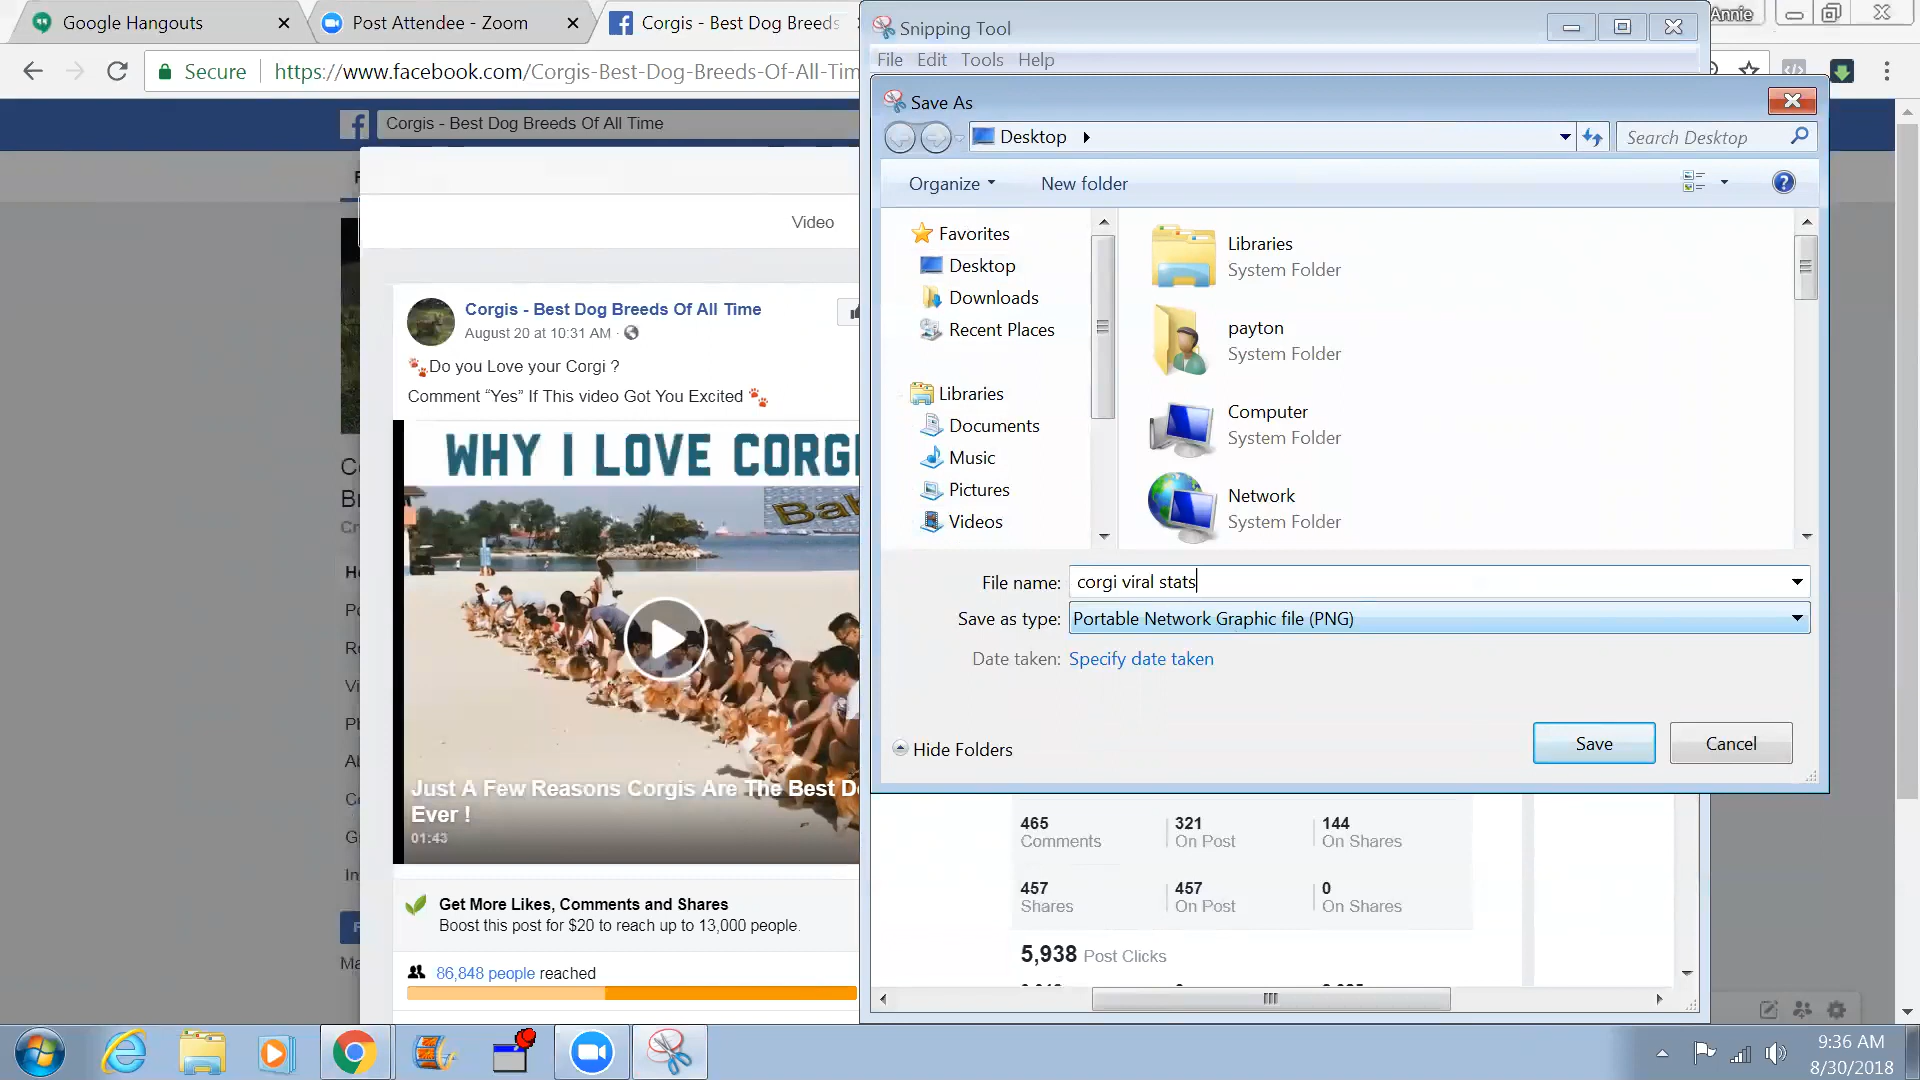 Google Hangouts
Post Attendee - Zoom
Corgis - Best Dog Breeds
Annie
Secure
https://www.facebook.com/Corgis-Best-Dog-Breeds-Of-All-Tim
Corgis - Best Dog Breeds Of All Time
Video
Corgis - Best Dog Breeds Of All Time
August 20 at 10:31 AM ·
Do you Love your Corgi ?
Comment “Yes” If This video Got You Excited
WHY I LOVE CORG
Just A Few Reasons Corgis Are The Best D
Ever !
01:43
Get More Likes, Comments and Shares
Boost this post for $20 to reach up to 13,000 people.
86,848 people reached
Snipping Tool
File Edit Tools Help
Save As
Desktop
Search Desktop
Organize
New folder
Favorites
Desktop
Downloads
Recent Places
Libraries
Documents
Music
Pictures
Videos
Libraries
System Folder
payton
System Folder
Computer
System Folder
Network
System Folder
File name: corgi viral stats
Save as type: Portable Network Graphic file (PNG)
Date taken: Specify date taken
Hide Folders
Save
Cancel
465 321 144
Comments On Post On Shares
457 457 0
Shares On Post On Shares
5,938 Post Clicks
9:36 AM
8/30/2018